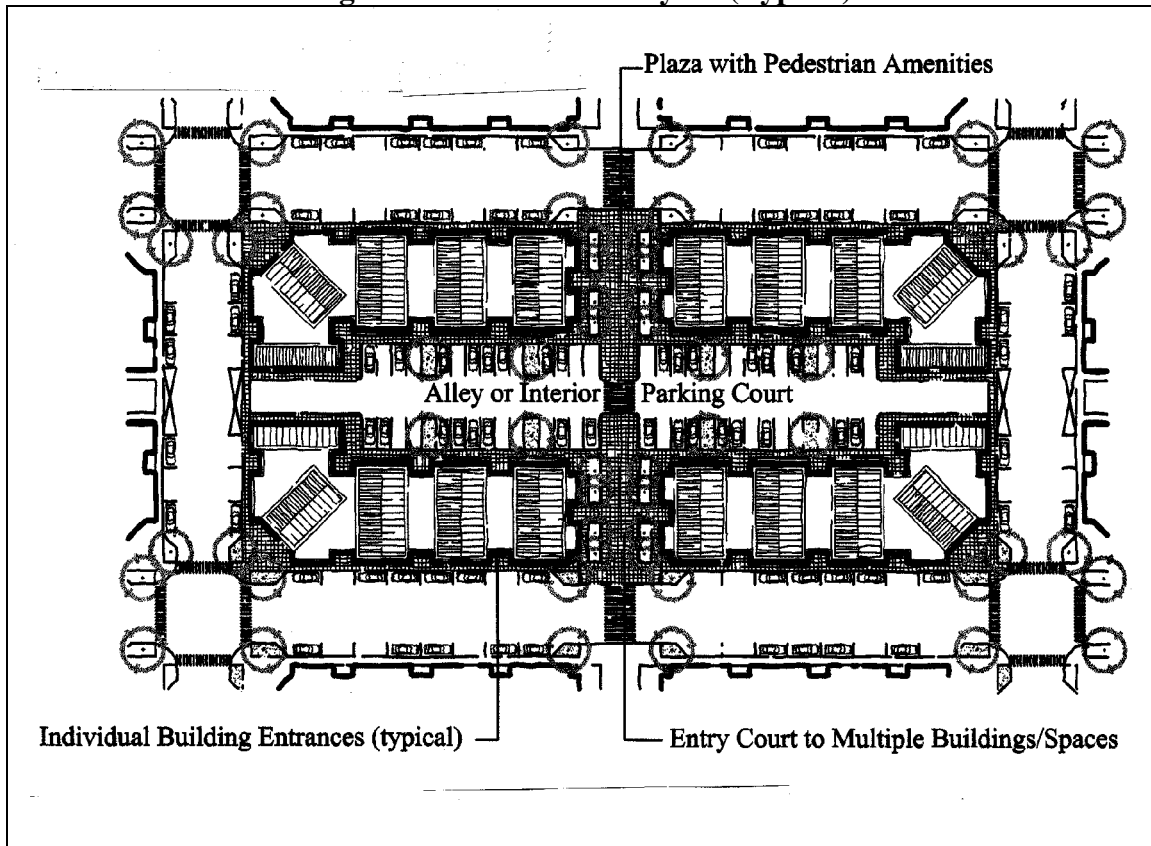 Plaza with Pedestrian Amenities
Alley or Interior Parking Court
Individual Building Entrances (typical)
Entry Court to Multiple Buildings/Spaces